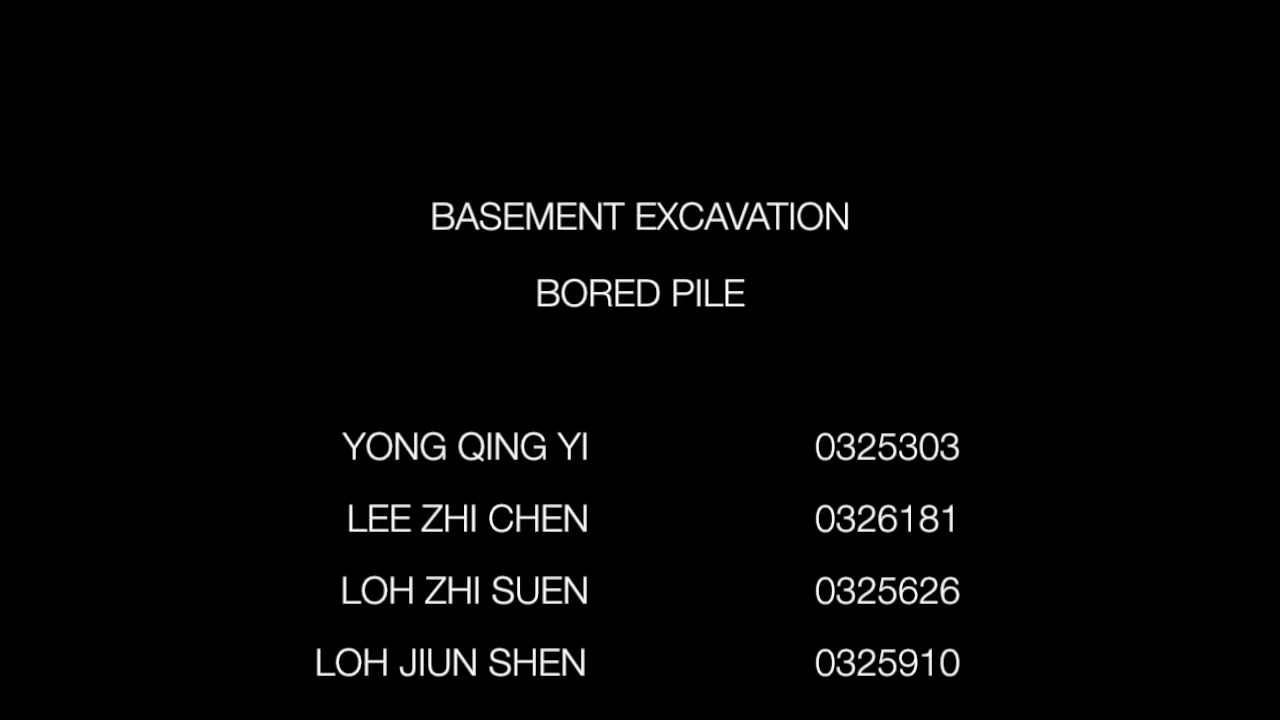 BASEMENT EXCAVATION
BORED PILE
YONG QING YI 0325303
LEE ZHI CHEN 0326181
LOH ZHI SUEN 0325626
LOH JIUN SHEN 0325910